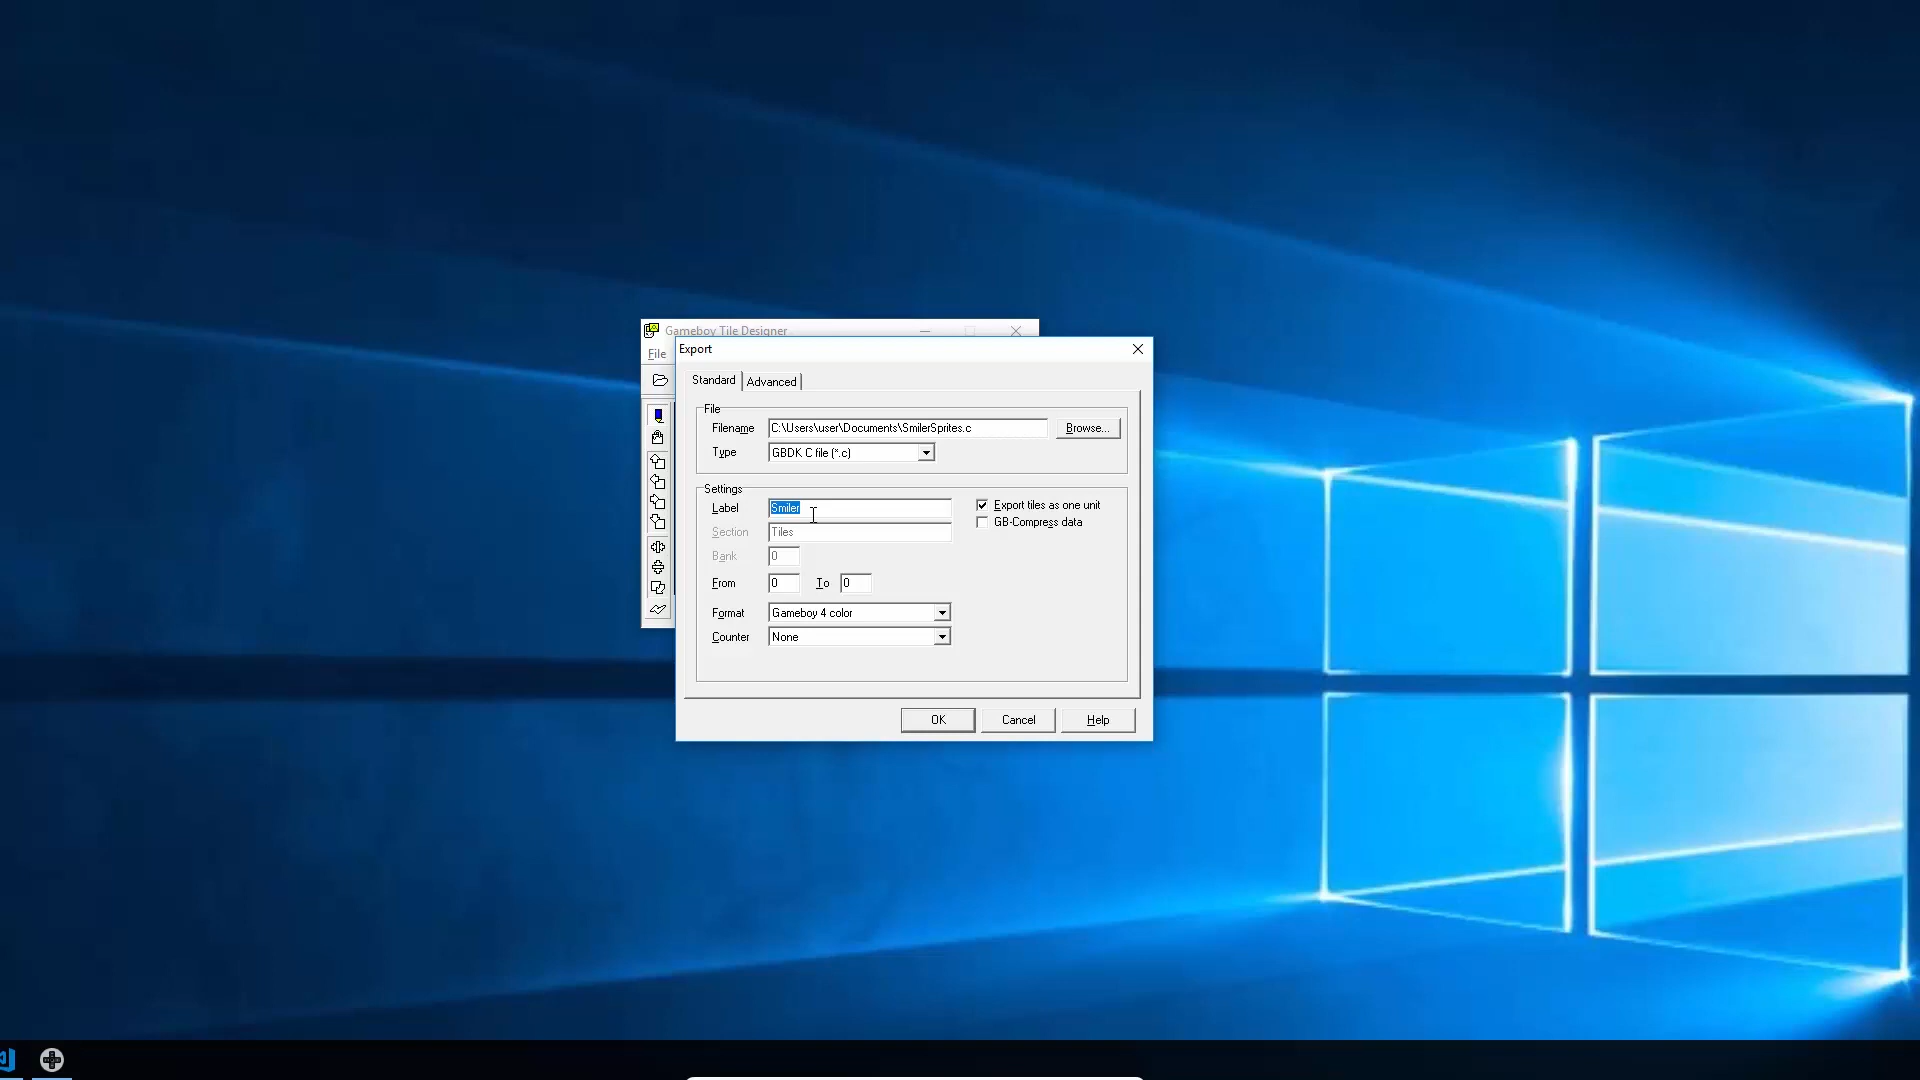 Gameboy Tile Designer
File
Export
Standard
Advanced
File
Filename C:\Users\user\Documents\SmilerSprites.c Browse...
Type GBDK C file (*.c)
Settings
Label Smiler
Export tiles as one unit
Section Tiles
GB-Compress data
Bank 0
From 0 To 0
Format Gameboy 4 color
Counter None
OK Cancel Help